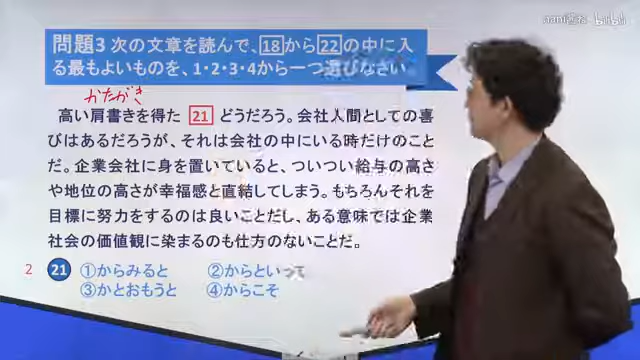 問題3 次の文章を読んで、18から22の中に入
る最もよいものを、1・2・3・4から一つ選びなさい。
かたがき
高い肩書きを得た 21 どうだろう。会社人間としての喜
びはあるだろうが、それは会社の中にいる時だけのこと
だ。企業会社に身を置いていると、ついつい給与の高さ
や地位の高さが幸福感と直結してしまう。もちろんそれを
目標に努力をするのは良いことだし、ある意味では企業
社会の価値観に染まるのも仕方のないことだ。
2 21 ①からみると ②からといって
③かとおもうと ④からこそ
bilibili